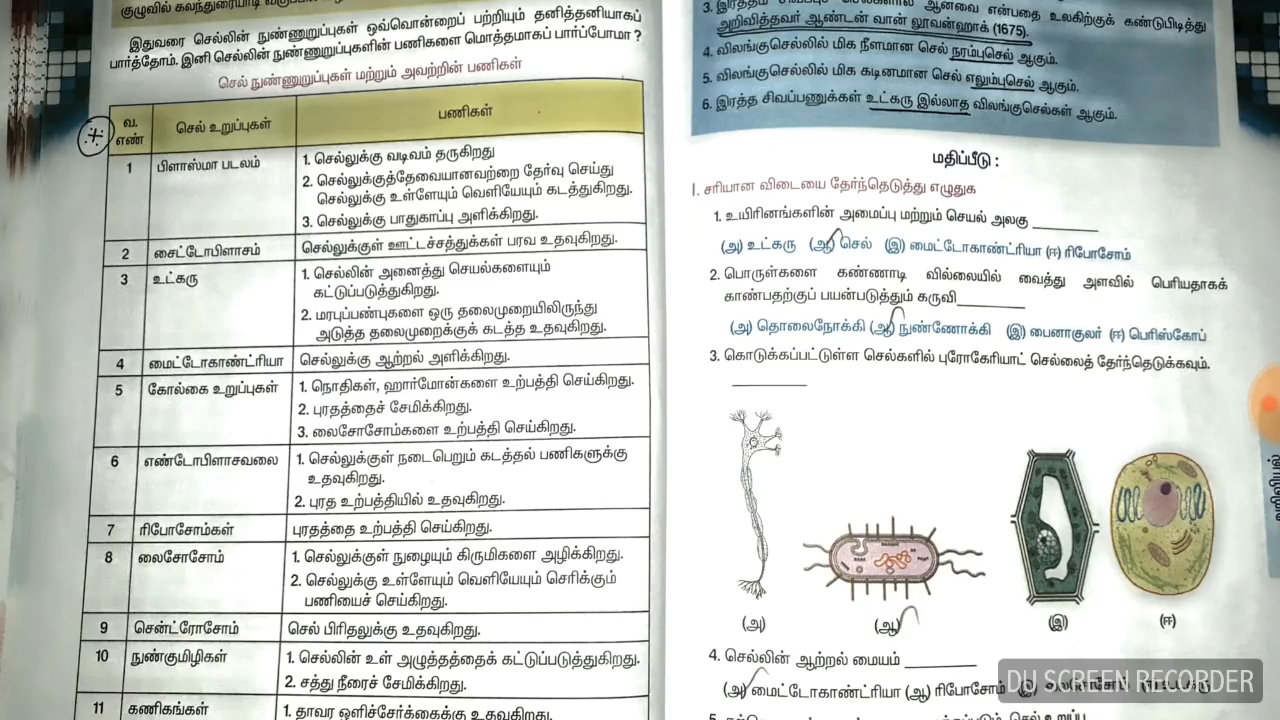 இதுவரை செல்லின் நுண்ணுறுப்புகள் ஒவ்வொன்றைப் பற்றியும் தனித்தனியாகப்
பார்த்தோம். இனி செல்லின் நுண்ணுறுப்புகளின் பணிகளை மொத்தமாகப் பார்ப்போமா ?
செல் நுண்ணுறுப்புகள் மற்றும் அவற்றின் பணிகள்
வ. எண் செல் உறுப்புகள் பணிகள்
1 பிளாஸ்மா படலம் 1. செல்லுக்கு வடிவம் தருகிறது
2. செல்லுக்குத்தேவையானவற்றை தேர்வு செய்து
செல்லுக்கு உள்ளேயும் வெளியேயும் கடத்துகிறது.
3. செல்லுக்கு பாதுகாப்பு அளிக்கிறது.
2 சைட்டோபிளாசம் செல்லுக்குள் ஊட்டச்சத்துக்கள் பரவ உதவுகிறது.
3 உட்கரு 1. செல்லின் அனைத்து செயல்களையும்
கட்டுப்படுத்துகிறது.
2. மரபுப்பண்புகளை ஒரு தலைமுறையிலிருந்து
அடுத்த தலைமுறைக்குக் கடத்த உதவுகிறது.
4 மைட்டோகாண்ட்ரியா செல்லுக்கு ஆற்றல் அளிக்கிறது.
5 கோல்கை உறுப்புகள் 1. நொதிகள், ஹார்மோன்களை உற்பத்தி செய்கிறது.
2. புரதத்தைச் சேமிக்கிறது.
3. லைசோசோம்களை உற்பத்தி செய்கிறது.
6 எண்டோபிளாசவலை 1. செல்லுக்குள் நடைபெறும் கடத்தல் பணிகளுக்கு
உதவுகிறது.
2. புரத உற்பத்தியில் உதவுகிறது.
7 ரிபோசோம்கள் புரதத்தை உற்பத்தி செய்கிறது.
8 லைசோசோம் 1. செல்லுக்குள் நுழையும் கிருமிகளை அழிக்கிறது.
2. செல்லுக்கு உள்ளேயும் வெளியேயும் செரிக்கும்
பணியைச் செய்கிறது.
9 சென்ட்ரோசோம் செல் பிரிதலுக்கு உதவுகிறது.
10 நுண்குமிழிகள் 1. செல்லின் உள் அழுத்தத்தைக் கட்டுப்படுத்துகிறது.
2. சத்து நீரைச் சேமிக்கிறது.
11 கணிகங்கள் 1. தாவர ஒளிச்சேர்க்கைக்கு உதவுகிறது.
3. இரத்தம் சிவப்புச் செல்களால் ஆனவை என்பதை உலகிற்குக் கண்டுபிடித்து
அறிவித்தவர் ஆண்டன் வான் லூவன்ஹாக் (1675).
4. விலங்குசெல்லில் மிக நீளமான செல் நரம்புசெல் ஆகும்.
5. விலங்குசெல்லில் மிக கடினமான செல் எலும்புசெல் ஆகும்.
6. இரத்த சிவப்பணுக்கள் உட்கரு இல்லாத விலங்குசெல்கள் ஆகும்.
மதிப்பீடு :
I. சரியான விடையை தேர்ந்தெடுத்து எழுதுக
1. உயிரினங்களின் அமைப்பு மற்றும் செயல் அலகு
(அ) உட்கரு (ஆ) செல் (இ) மைட்டோகாண்ட்ரியா (ஈ) ரிபோசோம்
2. பொருள்களை கண்ணாடி வில்லையில் வைத்து அளவில் பெரியதாகக்
காண்பதற்குப் பயன்படுத்தும் கருவி
(அ) தொலைநோக்கி (ஆ) நுண்ணோக்கி (இ) பைனாகுலர் (ஈ) பெரிஸ்கோப்
3. கொடுக்கப்பட்டுள்ள செல்களில் புரோகேரியாட் செல்லைத் தேர்ந்தெடுக்கவும்.
(அ) (ஆ) (இ) (ஈ)
4. செல்லின் ஆற்றல் மையம்
(அ) மைட்டோகாண்ட்ரியா (ஆ) ரிபோசோம் (இ)
DU SCREEN RECORDER